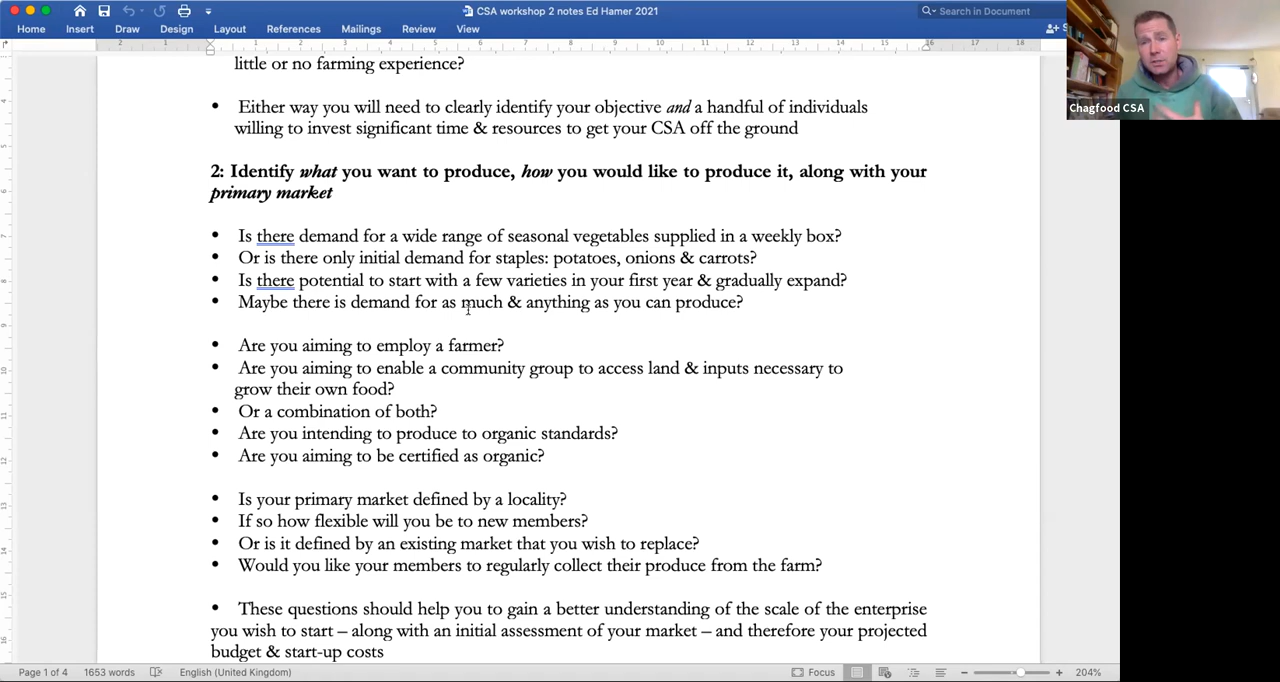 CSA workshop 2 notes Ed Hamer 2021
Search in Document
Home Insert Draw Design Layout References Mailings Review View
little or no farming experience?
• Either way you will need to clearly identify your objective and a handful of individuals
willing to invest significant time & resources to get your CSA off the ground
2: Identify what you want to produce, how you would like to produce it, along with your
primary market
• Is there demand for a wide range of seasonal vegetables supplied in a weekly box?
• Or is there only initial demand for staples: potatoes, onions & carrots?
• Is there potential to start with a few varieties in your first year & gradually expand?
• Maybe there is demand for as much & anything as you can produce?
• Are you aiming to employ a farmer?
• Are you aiming to enable a community group to access land & inputs necessary to
grow their own food?
• Or a combination of both?
• Are you intending to produce to organic standards?
• Are you aiming to be certified as organic?
• Is your primary market defined by a locality?
• If so how flexible will you be to new members?
• Or is it defined by an existing market that you wish to replace?
• Would you like your members to regularly collect their produce from the farm?
• These questions should help you to gain a better understanding of the scale of the enterprise
you wish to start – along with an initial assessment of your market – and therefore your projected
budget & start-up costs
Page 1 of 4 1653 words English (United Kingdom) Focus 204%
Chagfood CSA